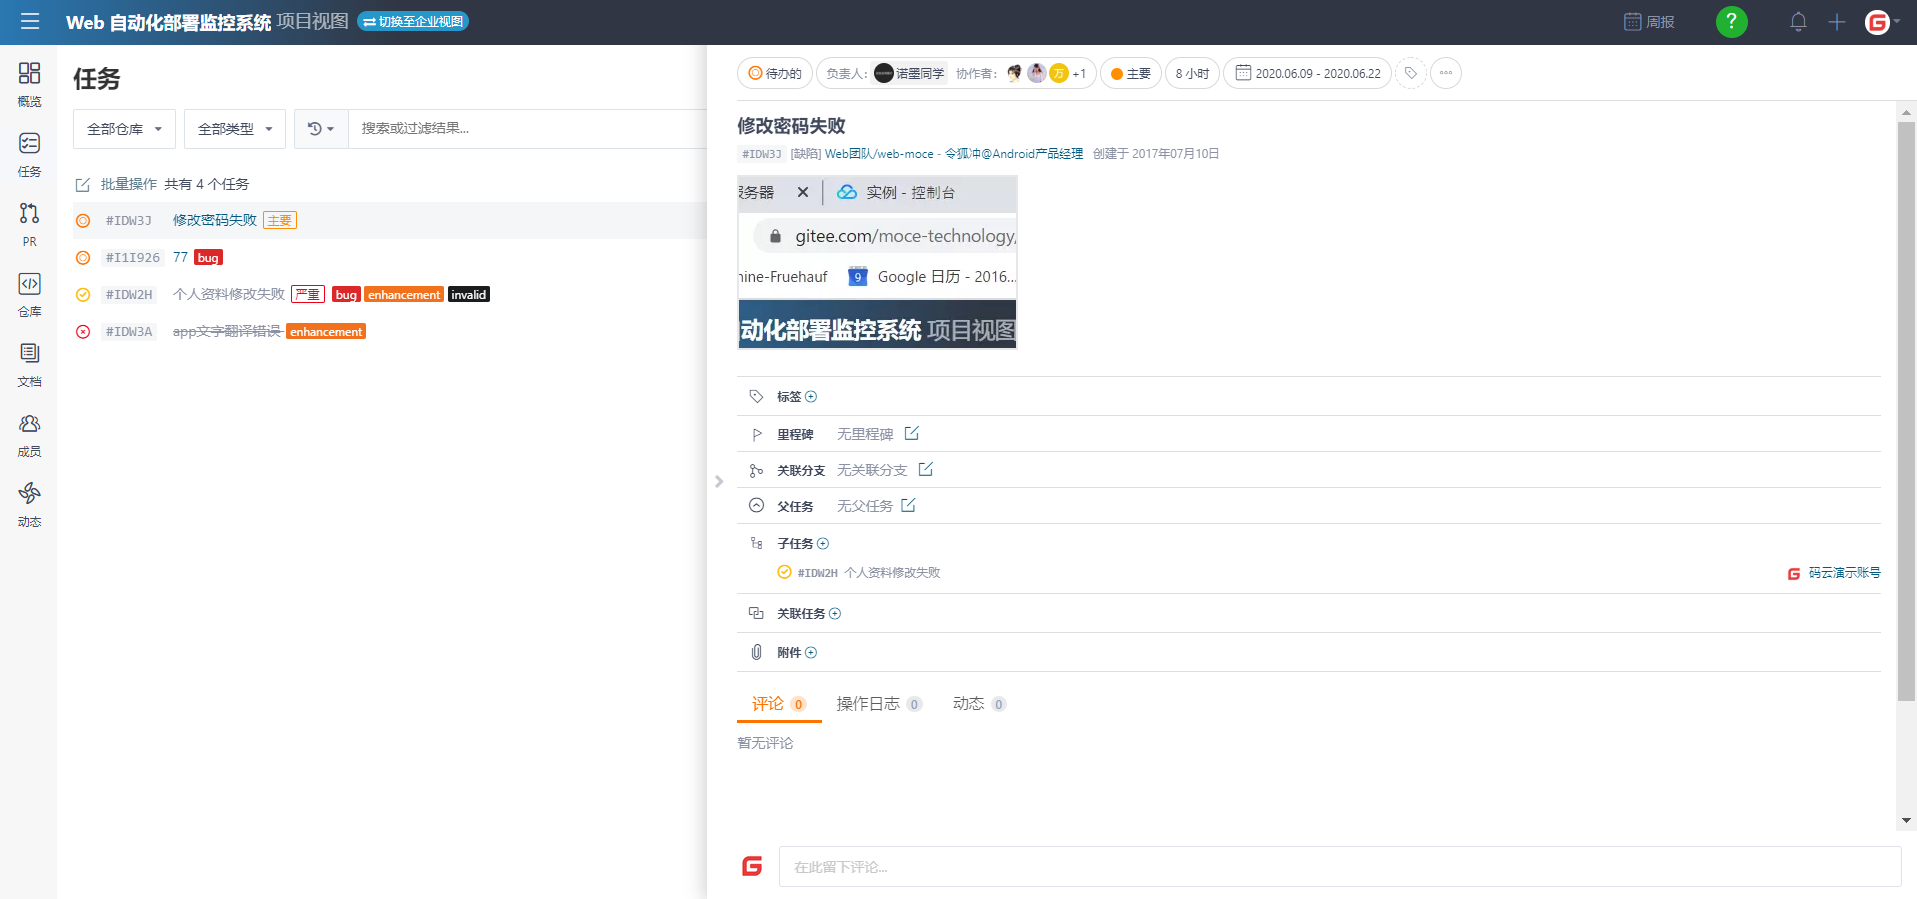 Web 自动化部署监控系统 项目视图 切换至企业视图 周报 ?
概览
任务
PR
仓库
文档
成员
动态
任务
全部仓库 全部类型 搜索或过滤结果...
批量操作 共有 4 个任务
#IDW3J 修改密码失败 主要
#I1I926 77 bug
#IDW2H 个人资料修改失败 严重 bug enhancement invalid
#IDW3A app文字翻译错误 enhancement
待办的 负责人: 诺墨同学 协作者: 万 +1 主要 8 小时 2020.06.09 - 2020.06.22
修改密码失败
#IDW3J [缺陷] Web团队/web-moce - 令狐冲@Android产品经理 创建于 2017年07月10日
服务器 实例 - 控制台
gitee.com/moce-technology/
nine-Fruehauf 9 Google 日历 - 2016...
自动化部署监控系统 项目视图
标签
里程碑 无里程碑
关联分支 无关联分支
父任务 无父任务
子任务
#IDW2H 个人资料修改失败 码云演示账号
关联任务
附件
评论 0 操作日志 0 动态 0
暂无评论
在此留下评论...